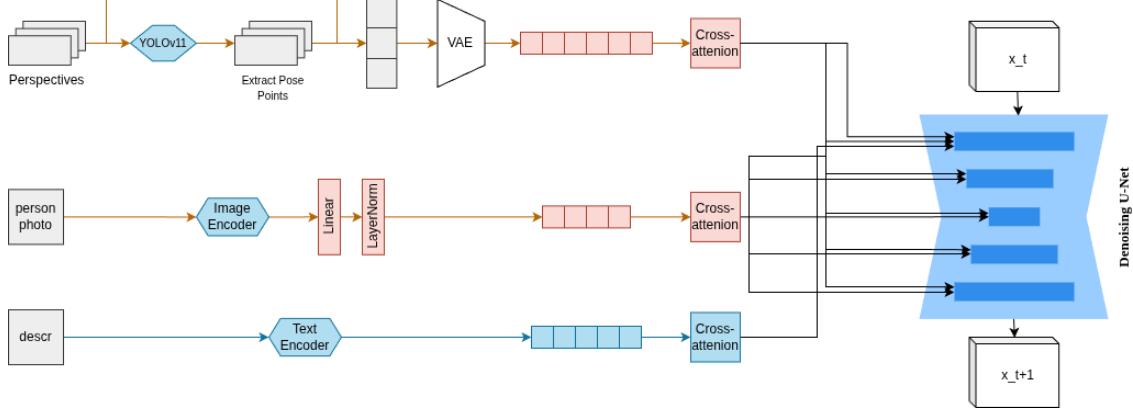 Perspectives
YOLOv11
Extract Pose
Points
VAE
Cross-
attenion
x_t
person
photo
Image
Encoder
Linear
LayerNorm
Cross-
attenion
Denoising U-Net
descr
Text
Encoder
Cross-
attenion
x_t+1